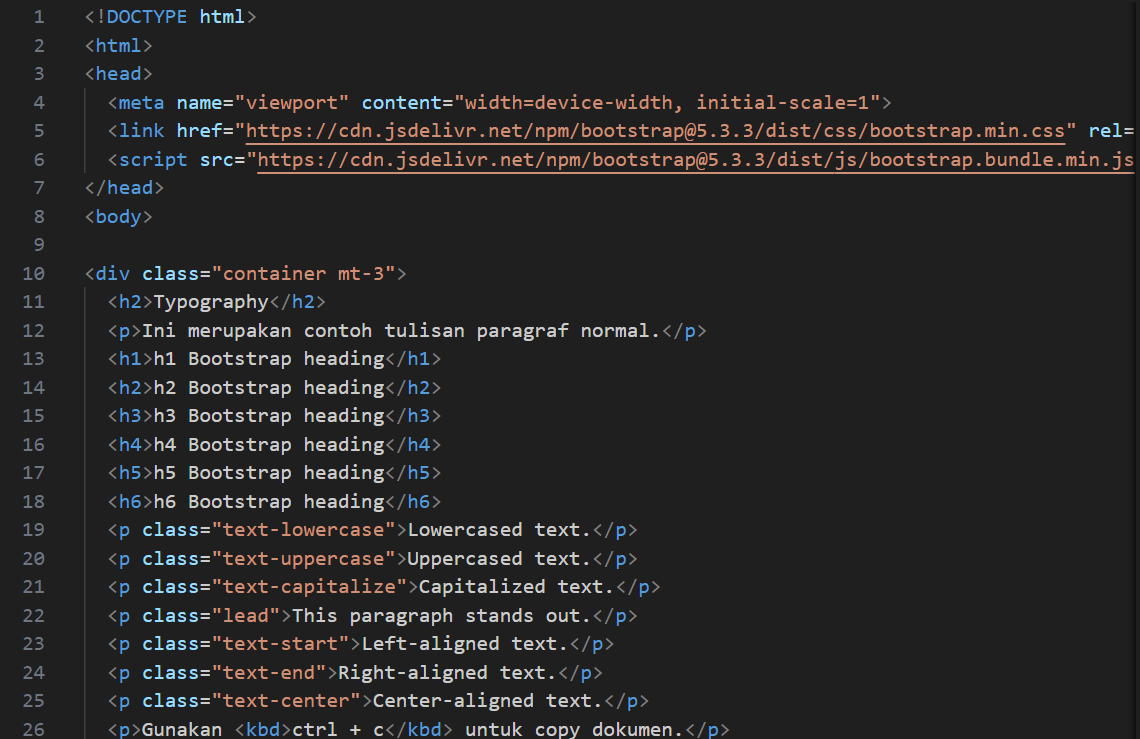 1 <!DOCTYPE html>
2 <html>
3 <head>
4 <meta name="viewport" content="width=device-width, initial-scale=1">
5 <link href="https://cdn.jsdelivr.net/npm/bootstrap@5.3.3/dist/css/bootstrap.min.css" rel=
6 <script src="https://cdn.jsdelivr.net/npm/bootstrap@5.3.3/dist/js/bootstrap.bundle.min.js
7 </head>
8 <body>
9
10 <div class="container mt-3">
11 <h2>Typography</h2>
12 <p>Ini merupakan contoh tulisan paragraf normal.</p>
13 <h1>h1 Bootstrap heading</h1>
14 <h2>h2 Bootstrap heading</h2>
15 <h3>h3 Bootstrap heading</h3>
16 <h4>h4 Bootstrap heading</h4>
17 <h5>h5 Bootstrap heading</h5>
18 <h6>h6 Bootstrap heading</h6>
19 <p class="text-lowercase">Lowercased text.</p>
20 <p class="text-uppercase">Uppercased text.</p>
21 <p class="text-capitalize">Capitalized text.</p>
22 <p class="lead">This paragraph stands out.</p>
23 <p class="text-start">Left-aligned text.</p>
24 <p class="text-end">Right-aligned text.</p>
25 <p class="text-center">Center-aligned text.</p>
26 <p>Gunakan <kbd>ctrl + c</kbd> untuk copy dokumen.</p>